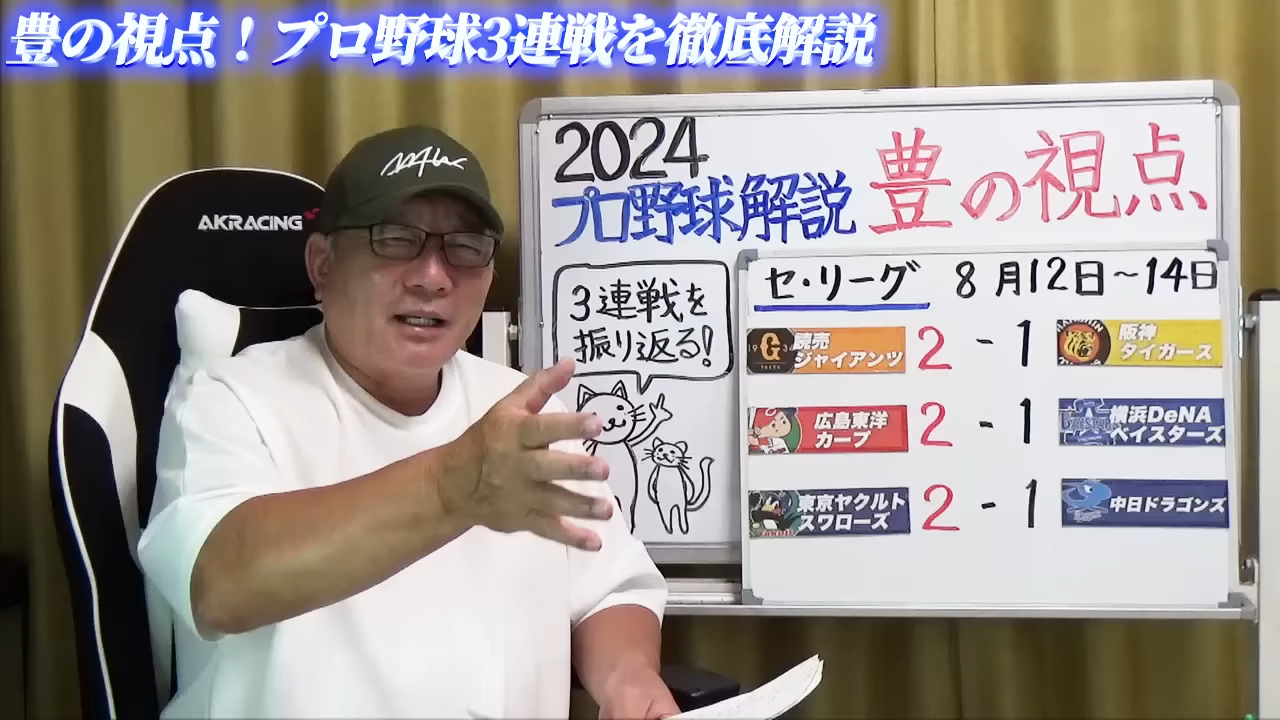 豊の視点！プロ野球3連戦を徹底解説
2024
プロ野球解説 豊の視点
AKRACING
セ・リーグ 8月12日～14日
3連戦を
振り返る!
読売
ジャイアンツ
2 - 1
阪神
タイガース
広島東洋
カープ
2 - 1
横浜DeNA
ベイスターズ
東京ヤクルト
スワローズ
2 - 1
中日ドラゴンズ